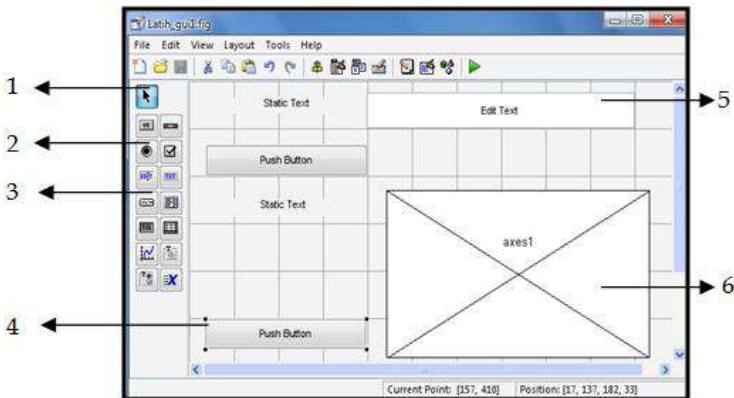 Latih_gui1.fig
File Edit View Layout Tools Help
1
2
3
4
5
6
Static Text
Edit Text
Push Button
Static Text
axes1
Push Button
Current Point: [157, 410] Position: [17, 137, 182, 33]